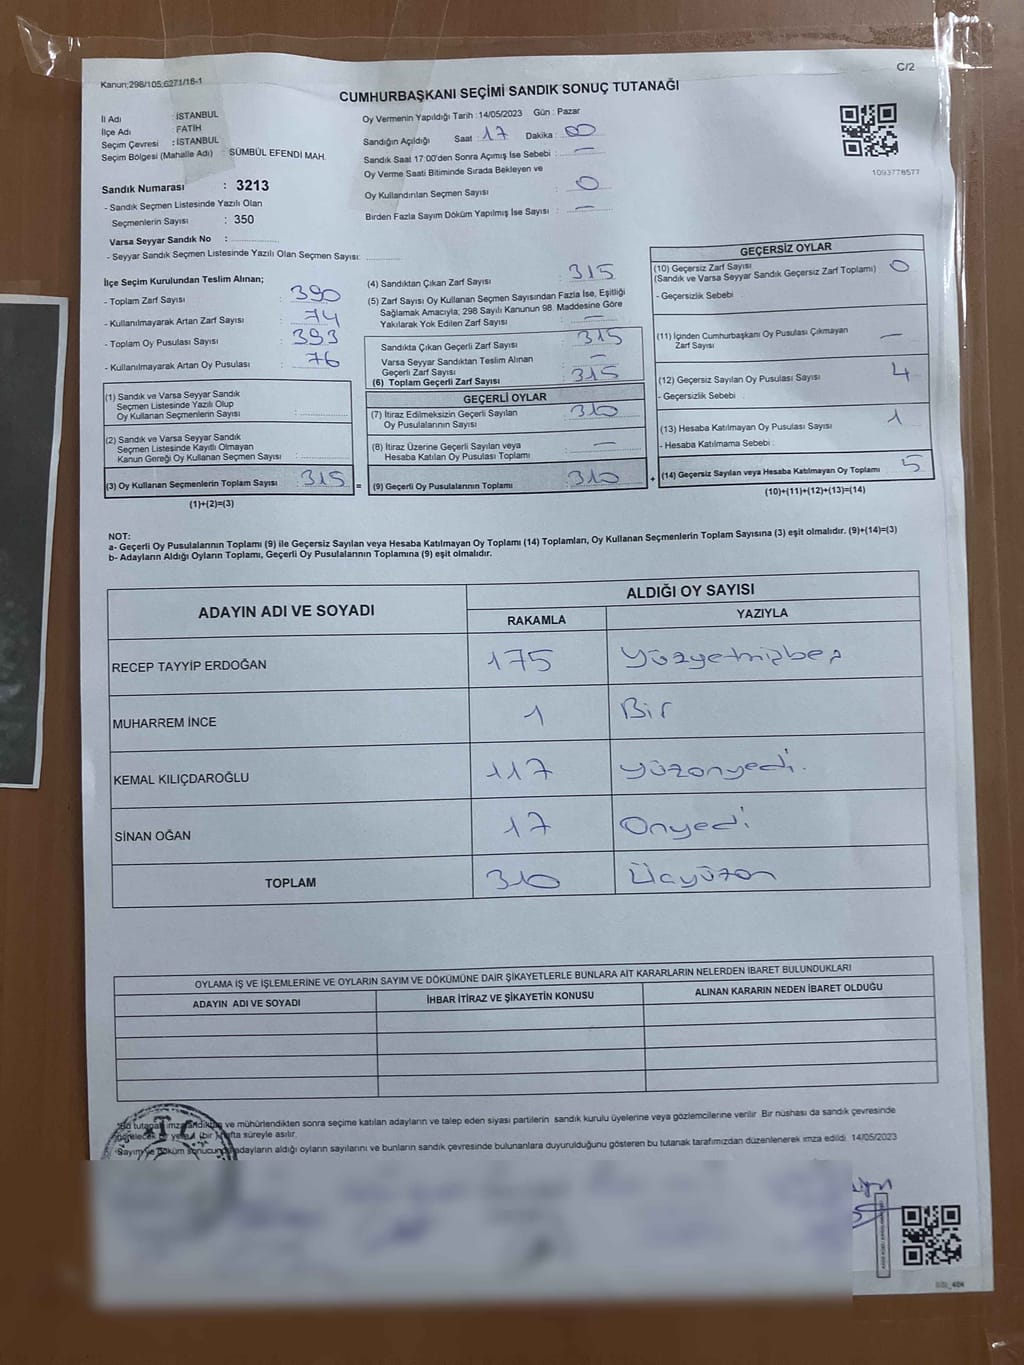 Kanun:298/105;6271/16-1
C/2
CUMHURBAŞKANI SEÇİMİ SANDIK SONUÇ TUTANAĞI
İl Adı : İSTANBUL
İlçe Adı : FATİH
Seçim Çevresi : İSTANBUL
Seçim Bölgesi (Mahalle Adı) : SÜMBÜL EFENDİ MAH.
Sandık Numarası : 3213
- Sandık Seçmen Listesinde Yazılı Olan
Seçmenlerin Sayısı : 350
Varsa Seyyar Sandık No :
- Seyyar Sandık Seçmen Listesinde Yazılı Olan Seçmen Sayısı:
Oy Vermenin Yapıldığı Tarih :14/05/2023 Gün : Pazar
Sandığın Açıldığı Saat : 17 Dakika : 00
Sandık Saat 17:00'den Sonra Açılmış İse Sebebi : —
Oy Verme Saati Bitiminde Sırada Bekleyen ve
Oy Kullandırılan Seçmen Sayısı : 0
Birden Fazla Sayım Döküm Yapılmış İse Sayısı : —
1093778577
İlçe Seçim Kurulundan Teslim Alınan;
- Toplam Zarf Sayısı : 390
- Kullanılmayarak Artan Zarf Sayısı : 74
- Toplam Oy Pusulası Sayısı : 393
- Kullanılmayarak Artan Oy Pusulası : 76
(1) Sandık ve Varsa Seyyar Sandık
Seçmen Listesinde Yazılı Olup
Oy Kullanan Seçmenlerin Sayısı :
(2) Sandık ve Varsa Seyyar Sandık
Seçmen Listesinde Kayıtlı Olmayan
Kanun Gereği Oy Kullanan Seçmen Sayısı :
(3) Oy Kullanan Seçmenlerin Toplam Sayısı : 315 =
(1)+(2)=(3)
(4) Sandıktan Çıkan Zarf Sayısı : 315
(5) Zarf Sayısı Oy Kullanan Seçmen Sayısından Fazla İse, Eşitliği
Sağlamak Amacıyla; 298 Sayılı Kanunun 98. Maddesine Göre
Yakılarak Yok Edilen Zarf Sayısı : —
Sandıkta Çıkan Geçerli Zarf Sayısı : 315
Varsa Seyyar Sandıktan Teslim Alınan
Geçerli Zarf Sayısı : —
(6) Toplam Geçerli Zarf Sayısı : 315
GEÇERLİ OYLAR
(7) İtiraz Edilmeksizin Geçerli Sayılan
Oy Pusulalarının Sayısı : 310
(8) İtiraz Üzerine Geçerli Sayılan veya
Hesaba Katılan Oy Pusulası Toplamı : —
(9) Geçerli Oy Pusulalarının Toplamı : 310 +
GEÇERSİZ OYLAR
(10) Geçersiz Zarf Sayısı
(Sandık ve Varsa Seyyar Sandık Geçersiz Zarf Toplamı) : 0
- Geçersizlik Sebebi
(11) İçinden Cumhurbaşkanı Oy Pusulası Çıkmayan
Zarf Sayısı : —
(12) Geçersiz Sayılan Oy Pusulası Sayısı : 4
- Geçersizlik Sebebi :
(13) Hesaba Katılmayan Oy Pusulası Sayısı : 1
- Hesaba Katılmama Sebebi :
(14) Geçersiz Sayılan veya Hesaba Katılmayan Oy Toplamı : 5
(10)+(11)+(12)+(13)=(14)
NOT:
a- Geçerli Oy Pusulalarının Toplamı (9) ile Geçersiz Sayılan veya Hesaba Katılmayan Oy Toplamı (14) Toplamları, Oy Kullanan Seçmenlerin Toplam Sayısına (3) eşit olmalıdır. (9)+(14)=(3)
b- Adayların Aldığı Oyların Toplamı, Geçerli Oy Pusulalarının Toplamına (9) eşit olmalıdır.
ADAYIN ADI VE SOYADI ALDIĞI OY SAYISI
RAKAMLA YAZIYLA
RECEP TAYYİP ERDOĞAN 175 Yüzyetmişbeş
MUHARREM İNCE 1 Bir
KEMAL KILIÇDAROĞLU 117 yüzonyedi.
SİNAN OĞAN 17 Onyedi
TOPLAM 310 Üçyüzon
OYLAMA İŞ VE İŞLEMLERİNE VE OYLARIN SAYIM VE DÖKÜMÜNE DAİR ŞİKAYETLERLE BUNLARA AİT KARARLARIN NELERDEN İBARET BULUNDUKLARI
ADAYIN ADI VE SOYADI İHBAR İTİRAZ VE ŞİKAYETİN KONUSU ALINAN KARARIN NEDEN İBARET OLDUĞU
*Bu tutanak imzalandıktan ve mühürlendikten sonra seçime katılan adayların ve talep eden siyasi partilerin sandık kurulu üyelerine veya gözlemcilerine verilir. Bir nüshası da sandık çevresinde
görülecek bir yere 1 (bir) hafta süreyle asılır.
*Sayım ve döküm sonucunda adayların aldığı oyların sayılarını ve bunların sandık çevresinde bulunanlara duyurulduğunu gösteren bu tutanak tarafımızdan düzenlenerek imza edildi. 14/05/2023